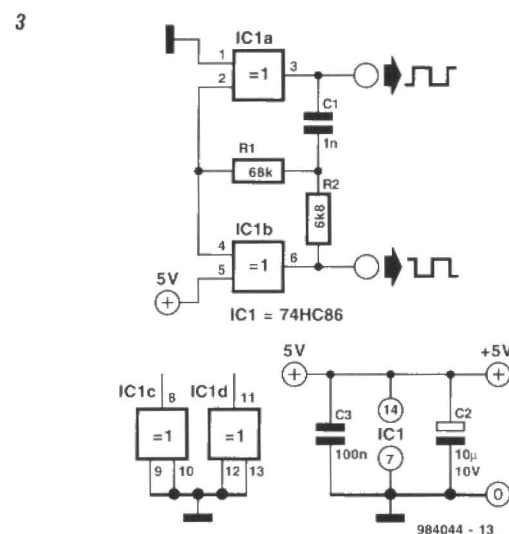 3
IC1a
1
=1
3
2
C1
1n
R1
68k
R2
6k8
IC1b
4
=1
6
5
5V
IC1 = 74HC86
IC1c
8
IC1d
11
=1
=1
9
10
12
13
5V
+5V
C3
100n
14
IC1
7
C2
10µ
10V
0
984044 - 13